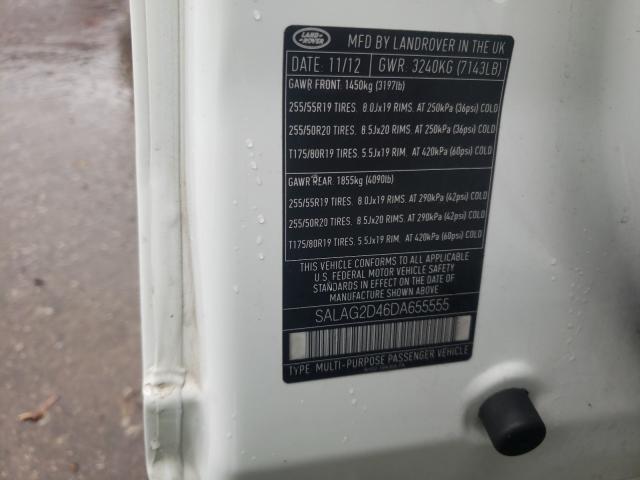 LAND ROVER
MFD BY LANDROVER IN THE UK
DATE: 11/12 GWR. 3240KG (7143LB)
GAWR FRONT. 1450kg (3197lb)
255/55R19 TIRES. 8.0Jx19 RIMS. AT 250kPa (36psi) COLD
255/50R20 TIRES. 8.5Jx20 RIMS. AT 250kPa (36psi) COLD
T175/80R19 TIRES. 5.5Jx19 RIM. AT 420kPa (60psi) COLD
GAWR REAR. 1855kg (4090lb)
255/55R19 TIRES. 8.0Jx19 RIMS. AT 290kPa (42psi) COLD
255/50R20 TIRES. 8.5Jx20 RIMS. AT 290kPa (42psi) COLD
T175/80R19 TIRES. 5.5Jx19 RIM. AT 420kPa (60psi) COLD
THIS VEHICLE CONFORMS TO ALL APPLICABLE
U.S. FEDERAL MOTOR VEHICLE SAFETY
STANDARDS IN EFFECT ON THE DATE OF
SALAG2D46DA655555
TYPE: MULTI-PURPOSE PASSENGER VEHICLE